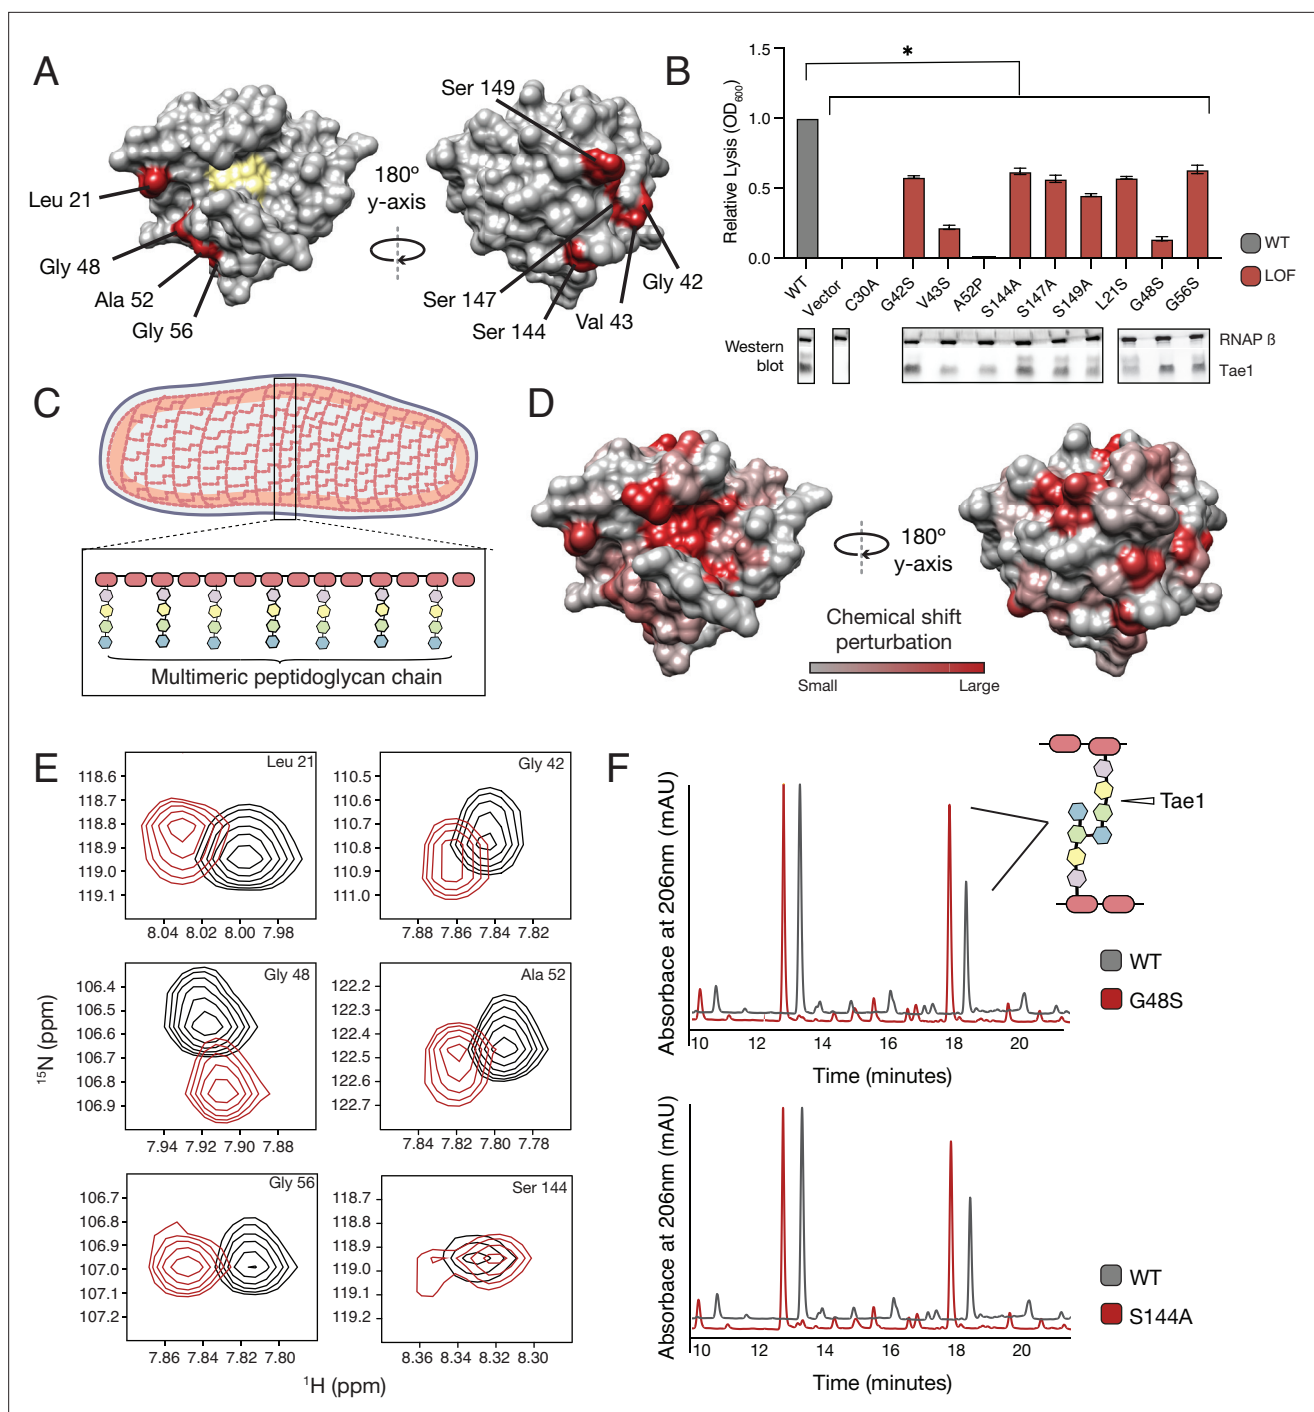 A
Ser 149
Leu 21
180º
y-axis
Gly 48
Ala 52
Gly 56
Ser 147
Ser 144
Val 43
Gly 42
B
Relative Lysis (OD600)
1.5
1.0
0.5
0.0
*
WT
Vector
C30A
G42S
V43S
A52P
S144A
S147A
S149A
L21S
G48S
G56S
WT
LOF
Western
blot
RNAP ß
Tae1
C
Multimeric peptidoglycan chain
D
180º
y-axis
Chemical shift
perturbation
Small
Large
E
15N (ppm)
Leu 21
118.6
118.7
118.8
118.9
119.0
119.1
8.04 8.02 8.00 7.98
Gly 42
110.5
110.6
110.7
110.8
110.9
111.0
7.88 7.86 7.84 7.82
Gly 48
106.4
106.5
106.6
106.7
106.8
106.9
7.94 7.92 7.90 7.88
Ala 52
122.2
122.3
122.4
122.5
122.6
122.7
7.84 7.82 7.80 7.78
Gly 56
106.7
106.8
106.9
107.0
107.1
107.2
7.86 7.84 7.82 7.80
Ser 144
118.7
118.8
118.9
119.0
119.1
119.2
8.36 8.34 8.32 8.30
1H (ppm)
F
Absorbace at 206nm (mAU)
10 12 14 16 18 20
Time (minutes)
Tae1
WT
G48S
Absorbace at 206nm (mAU)
10 12 14 16 18 20
Time (minutes)
WT
S144A